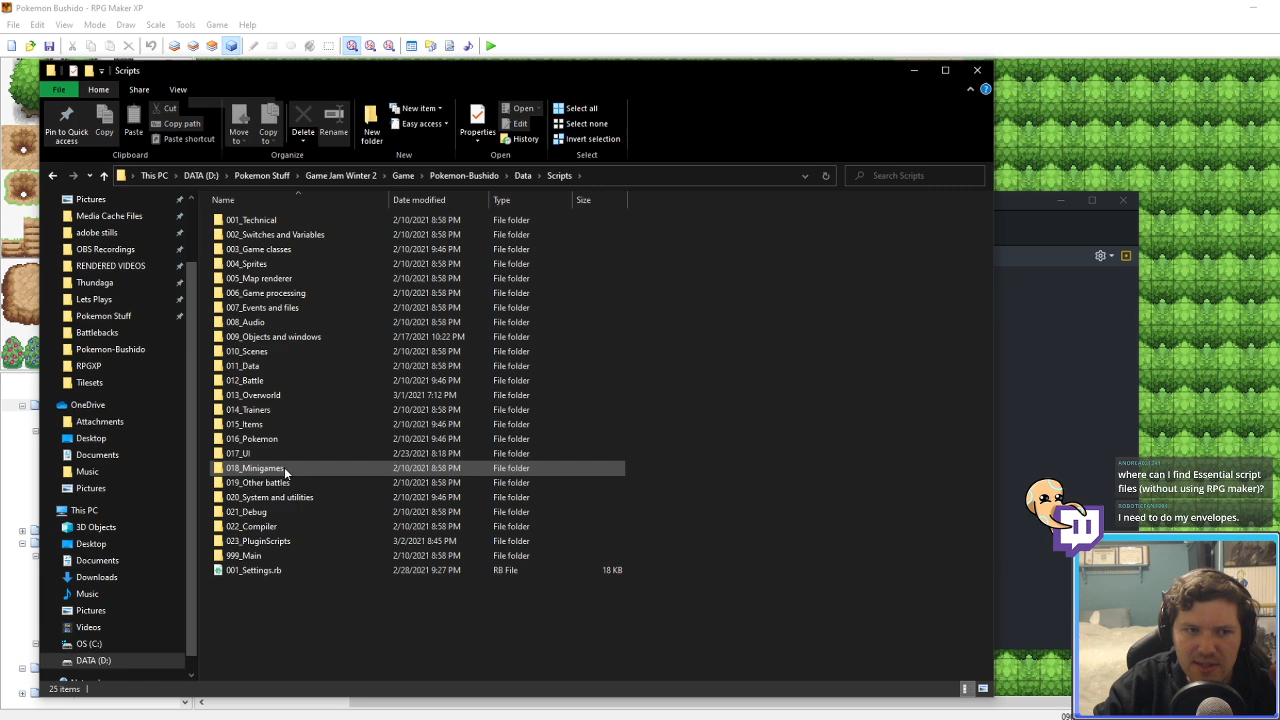 Pokemon Bushido - RPG Maker XP
File Edit View Mode Draw Scale Tools Game Help
Scripts
File Home Share View
Pin to Quick access
Copy
Paste
Cut
Copy path
Paste shortcut
Clipboard
Move to
Copy to
Delete
Rename
Organize
New folder
New item
Easy access
New
Properties
Open
Edit
History
Open
Select all
Select none
Invert selection
Select
This PC > DATA (D:) > Pokemon Stuff > Game Jam Winter 2 > Game > Pokemon-Bushido > Data > Scripts >
Search Scripts
Pictures
Media Cache Files
adobe stills
OBS Recordings
RENDERED VIDEOS
Thundaga
Lets Plays
Pokemon Stuff
Battlebacks
Pokemon-Bushido
RPGXP
Tilesets
OneDrive
Attachments
Desktop
Documents
Music
Pictures
This PC
3D Objects
Desktop
Documents
Downloads
Music
Pictures
Videos
OS (C:)
DATA (D:)
Name Date modified Type Size
001_Technical 2/10/2021 8:58 PM File folder
002_Switches and Variables 2/10/2021 8:58 PM File folder
003_Game classes 2/10/2021 9:46 PM File folder
004_Sprites 2/10/2021 8:58 PM File folder
005_Map renderer 2/10/2021 8:58 PM File folder
006_Game processing 2/10/2021 8:58 PM File folder
007_Events and files 2/10/2021 8:58 PM File folder
008_Audio 2/10/2021 8:58 PM File folder
009_Objects and windows 2/17/2021 10:22 PM File folder
010_Scenes 2/10/2021 8:58 PM File folder
011_Data 2/10/2021 8:58 PM File folder
012_Battle 2/10/2021 9:46 PM File folder
013_Overworld 3/1/2021 7:12 PM File folder
014_Trainers 2/10/2021 8:58 PM File folder
015_Items 2/10/2021 9:46 PM File folder
016_Pokemon 2/10/2021 9:46 PM File folder
017_UI 2/23/2021 8:18 PM File folder
018_Minigames 2/10/2021 8:58 PM File folder
019_Other battles 2/10/2021 8:58 PM File folder
020_System and utilities 2/10/2021 9:46 PM File folder
021_Debug 2/10/2021 8:58 PM File folder
022_Compiler 2/10/2021 8:58 PM File folder
023_PluginScripts 3/2/2021 8:45 PM File folder
999_Main 2/10/2021 8:58 PM File folder
001_Settings.rb 2/28/2021 9:27 PM RB File 18 KB
25 items
where can I find Essential script
files (without using RPG maker)?
I need to do my envelopes.